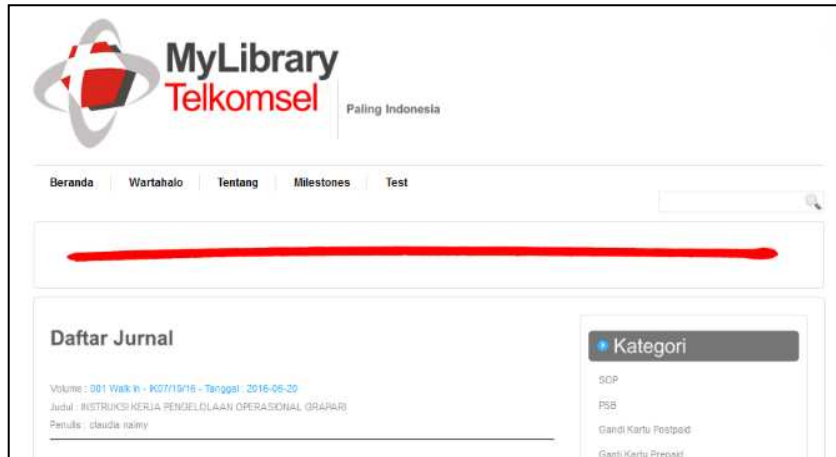 MyLibrary
Telkomsel
Paling Indonesia
Beranda Wartahalo Tentang Milestones Test
Daftar Jurnal
Volume : 001 Walk In - IK07/19/16 - Tanggal : 2016-06-20
Judul : INSTRUKSI KERJA PENGELOLAAN OPERASIONAL GRAPARI
Penulis : claudia naimy
Kategori
SOP
PSB
Gandi Kartu Postpaid
Ganti Kartu Prepaid